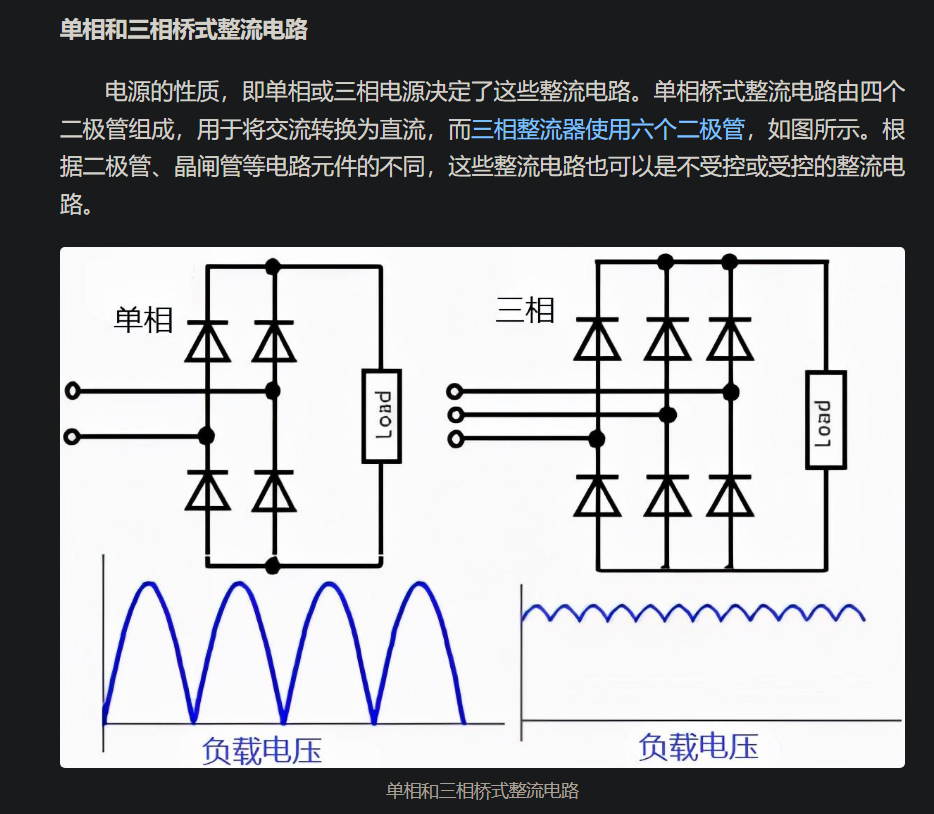 单相和三相桥式整流电路
电源的性质，即单相或三相电源决定了这些整流电路。单相桥式整流电路由四个
二极管组成，用于将交流转换为直流，而三相整流器使用六个二极管，如图所示。根
据二极管、晶闸管等电路元件的不同，这些整流电路也可以是不受控或受控的整流电
路。
单相
Load
负载电压
三相
Load
负载电压
单相和三相桥式整流电路